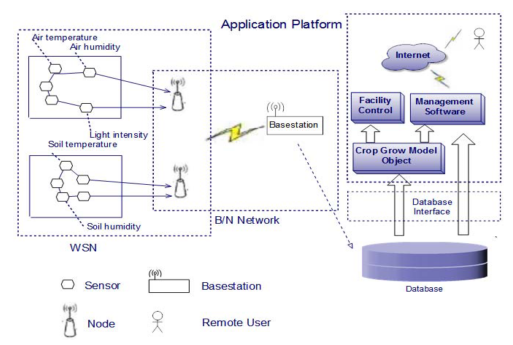 Application Platform
Air temperature
Air humidity
Internet
Facility
Control
Management
Software
Basestation
Light intensity
Soil temperature
Crop Grow Model
Object
Database
Interface
Soil humidity
B/N Network
WSN
Database
Sensor
Basestation
Node
Remote User